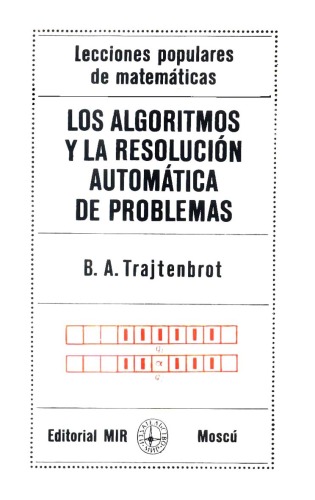 Lecciones populares
de matemáticas
LOS ALGORITMOS
Y LA RESOLUCIÓN
AUTOMÁTICA
DE PROBLEMAS
B. A. Trajtenbrot
Editorial MIR
Moscú